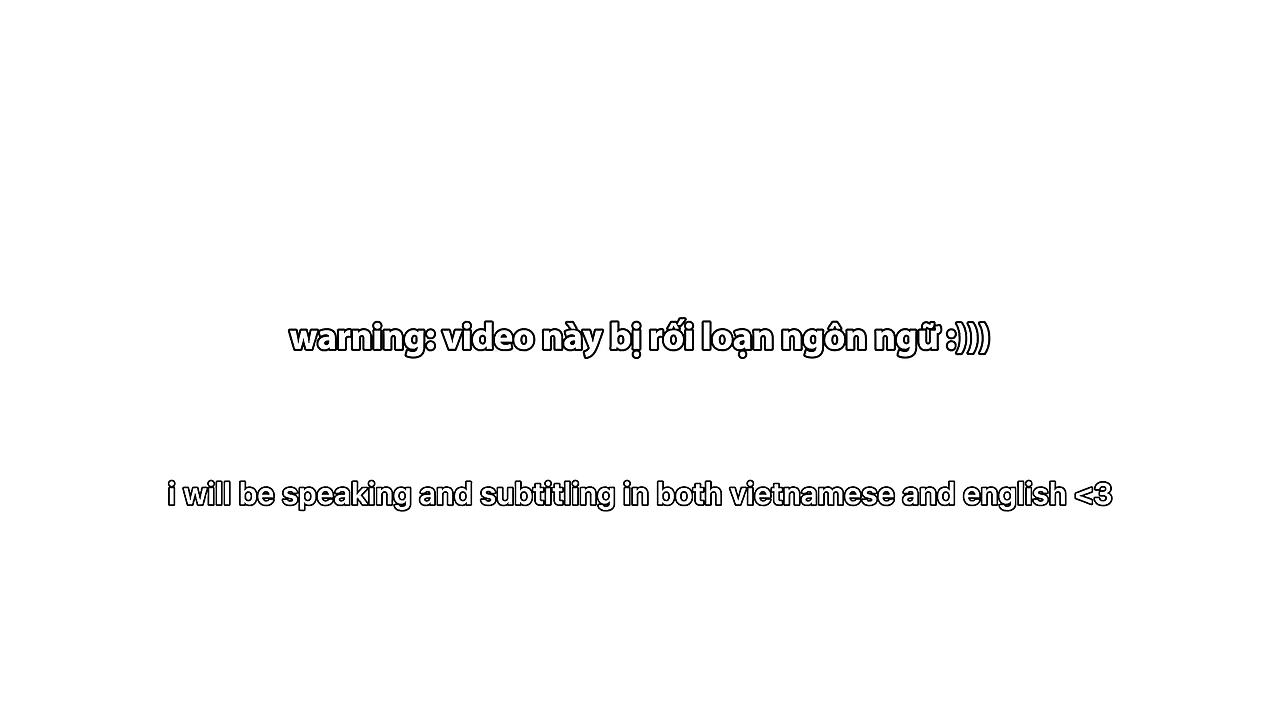 warning: video này bị rối loạn ngôn ngữ :))))
i will be speaking and subtitling in both vietnamese and english <3